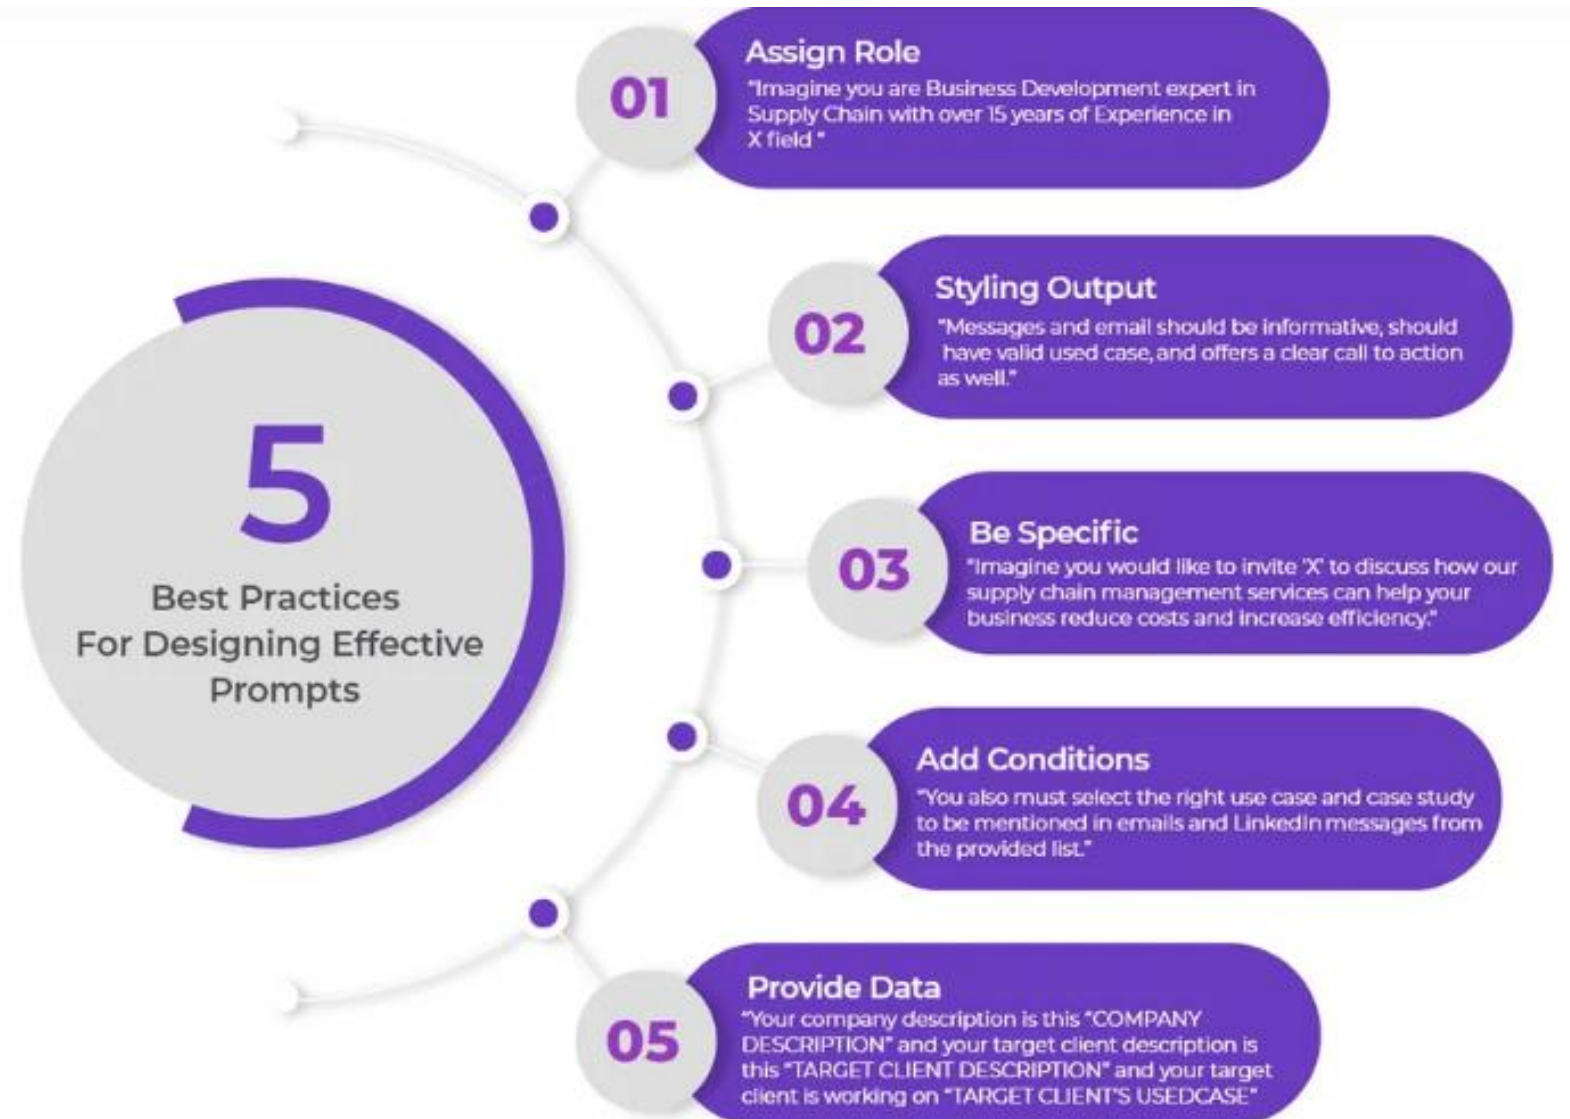 5
Best Practices
For Designing Effective
Prompts
01
Assign Role
"Imagine you are Business Development expert in
Supply Chain with over 15 years of Experience in
X field "
02
Styling Output
"Messages and email should be informative, should
have valid used case, and offers a clear call to action
as well."
03
Be Specific
"Imagine you would like to invite 'X' to discuss how our
supply chain management services can help your
business reduce costs and increase efficiency."
04
Add Conditions
"You also must select the right use case and case study
to be mentioned in emails and LinkedIn messages from
the provided list."
05
Provide Data
"Your company description is this "COMPANY
DESCRIPTION" and your target client description is
this "TARGET CLIENT DESCRIPTION" and your target
client is working on "TARGET CLIENT'S USEDCASE"